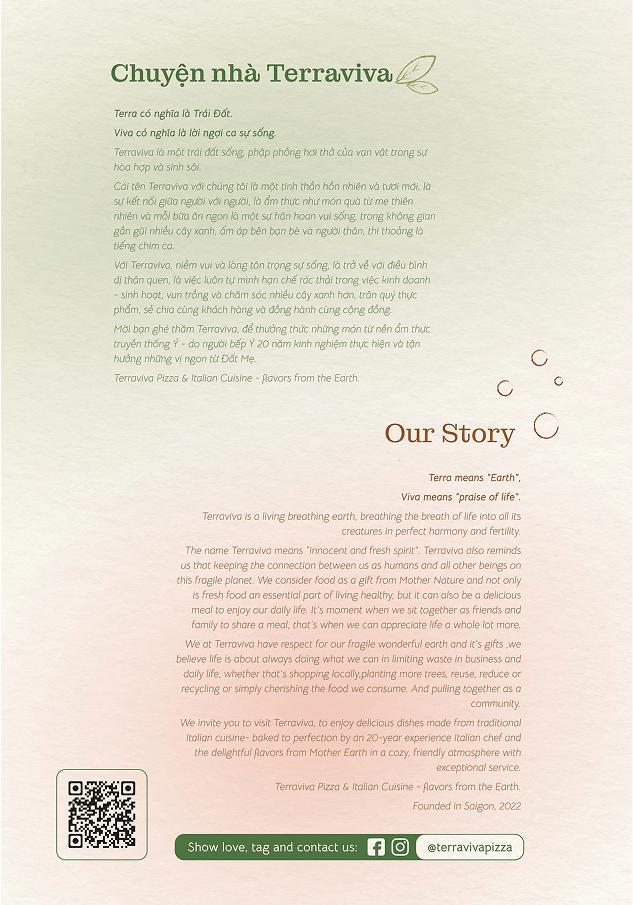 Chuyện nhà Terraviva
Terra có nghĩa là Trái Đất.
Viva có nghĩa là lời ngợi ca sự sống.
Terraviva là một trái đất sống, phập phồng hơi thở của vạn vật trong sự
hòa hợp và sinh sôi.
Cái tên Terraviva với chúng tôi là một tinh thần hồn nhiên và tươi mới, là
sự kết nối giữa người với người, là ẩm thực như món quà từ mẹ thiên
nhiên và mỗi bữa ăn ngon là một sự hân hoan vui sống, trong không gian
gần gũi nhiều cây xanh, ấm áp bên bạn bè và người thân, thi thoảng là
tiếng chim ca.
Với Terraviva, niềm vui và lòng tôn trọng sự sống, là trở về với điều bình
dị thân quen, là việc luôn tự mình hạn chế rác thải trong việc kinh doanh
- sinh hoạt, vun trồng và chăm sóc nhiều cây xanh hơn, trân quý thực
phẩm, sẻ chia cùng khách hàng và đồng hành cùng cộng đồng.
Mời bạn ghé thăm Terraviva, để thưởng thức những món từ nền ẩm thực
truyền thống Ý - do người bếp Ý 20 năm kinh nghiệm thực hiện và tận
hưởng những vị ngon từ Đất Mẹ.
Terraviva Pizza & Italian Cuisine - flavors from the Earth.
Our Story
Terra means "Earth",
Viva means "praise of life".
Terraviva is a living breathing earth, breathing the breath of life into all its
creatures in perfect harmony and fertility.
The name Terraviva means "innocent and fresh spirit". Terraviva also reminds
us that keeping the connection between us as humans and all other beings on
this fragile planet. We consider food as a gift from Mother Nature and not only
is fresh food an essential part of living healthy, but it can also be a delicious
meal to enjoy our daily life. It's moment when we sit together as friends and
family to share a meal, that's when we can appreciate life a whole lot more.
We at Terraviva have respect for our fragile wonderful earth and it's gifts ,we
believe life is about always doing what we can in limiting waste in business and
daily life, whether that's shopping locally,planting more trees, reuse, reduce or
recycling or simply cherishing the food we consume. And pulling together as a
community.
We invite you to visit Terraviva, to enjoy delicious dishes made from traditional
Italian cuisine- baked to perfection by an 20-year experience Italian chef and
the delightful flavors from Mother Earth in a cozy, friendly atmosphere with
exceptional service.
Terraviva Pizza & Italian Cuisine - flavors from the Earth.
Founded in Saigon, 2022
Show love, tag and contact us: @terravivapizza